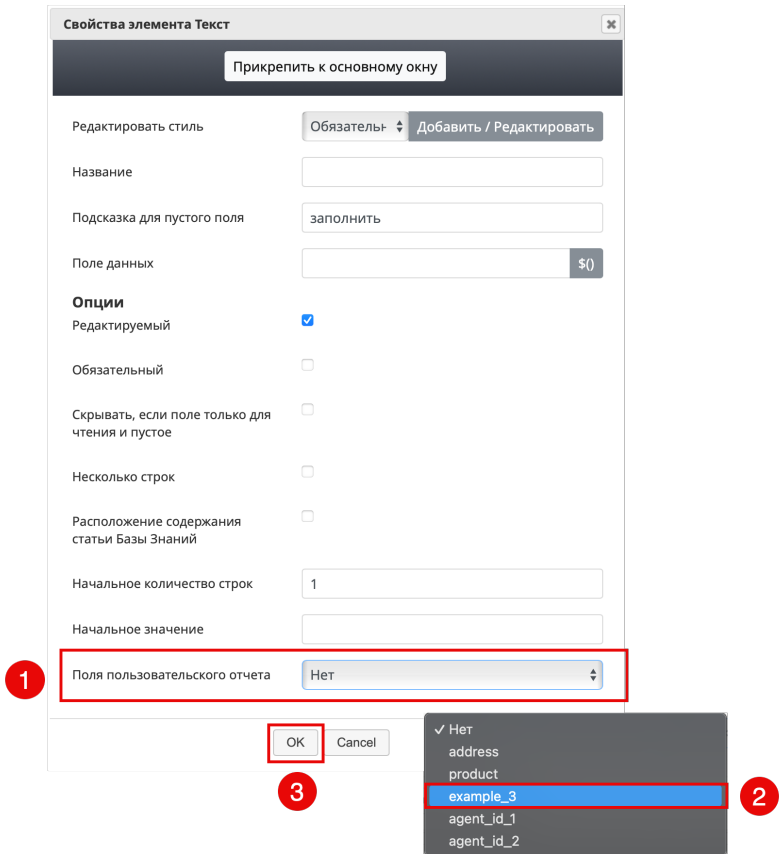 Свойства элемента Текст
Прикрепить к основному окну
Редактировать стиль
Обязательн
Добавить / Редактировать
Название
Подсказка для пустого поля
заполнить
Поле данных
$()
Опции
Редактируемый
Обязательный
Скрывать, если поле только для
чтения и пустое
Несколько строк
Расположение содержания
статьи Базы Знаний
Начальное количество строк
1
Начальное значение
1
Поля пользовательского отчета
Нет
OK
Cancel
3
✓ Нет
address
product
example_3
2
agent_id_1
agent_id_2